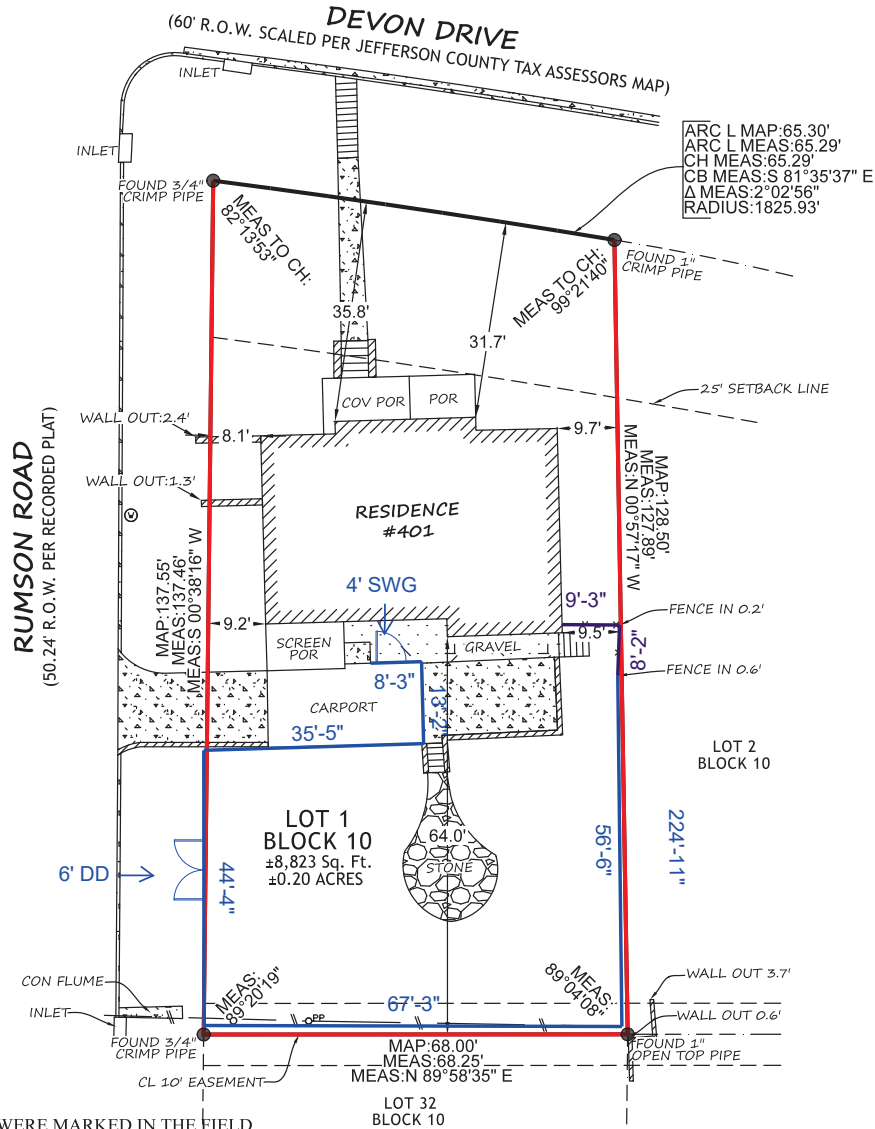 DEVON DRIVE
(60' R.O.W. SCALED PER JEFFERSON COUNTY TAX ASSESSORS MAP)
INLET
INLET
ARC L MAP:65.30'
ARC L MEAS:65.29'
CH MEAS:65.29'
CB MEAS:S 81°35'37" E
Δ MEAS:2°02'56"
RADIUS:1825.93'
FOUND 3/4"
CRIMP PIPE
MEAS TO CH:
82°13'53"
FOUND 1"
CRIMP PIPE
MEAS TO CH:
99°21'40"
35.8'
31.7'
25' SETBACK LINE
COV POR
POR
WALL OUT:2.4'
8.1'
9.7'
WALL OUT:1.3'
W
RUMSON ROAD
(50.24' R.O.W. PER RECORDED PLAT)
RESIDENCE
#401
MAP:128.50'
MEAS:127.89'
MEAS:N 00°57'17" W
MAP:137.55'
MEAS:137.46'
MEAS:S 00°38'16" W
4' SWG
9'-3"
FENCE IN 0.2'
9.2'
9.5'
SCREEN
POR
GRAVEL
8'-2"
FENCE IN 0.6'
8'-3"
CARPORT
13'-2"
35'-5"
LOT 2
BLOCK 10
LOT 1
BLOCK 10
±8,823 Sq. Ft.
±0.20 ACRES
64.0'
STONE
56'-6"
224'-11"
6' DD
44'-4"
CON FLUME
INLET
MEAS:
89°20'19"
PP
67'-3"
MEAS:
89°04'08"
WALL OUT 3.7'
WALL OUT 0.6'
FOUND 3/4"
CRIMP PIPE
FOUND 1"
OPEN TOP PIPE
MAP:68.00'
MEAS:68.25'
MEAS:N 89°58'35" E
CL 10' EASEMENT
LOT 32
BLOCK 10
WERE MARKED IN THE FIELD